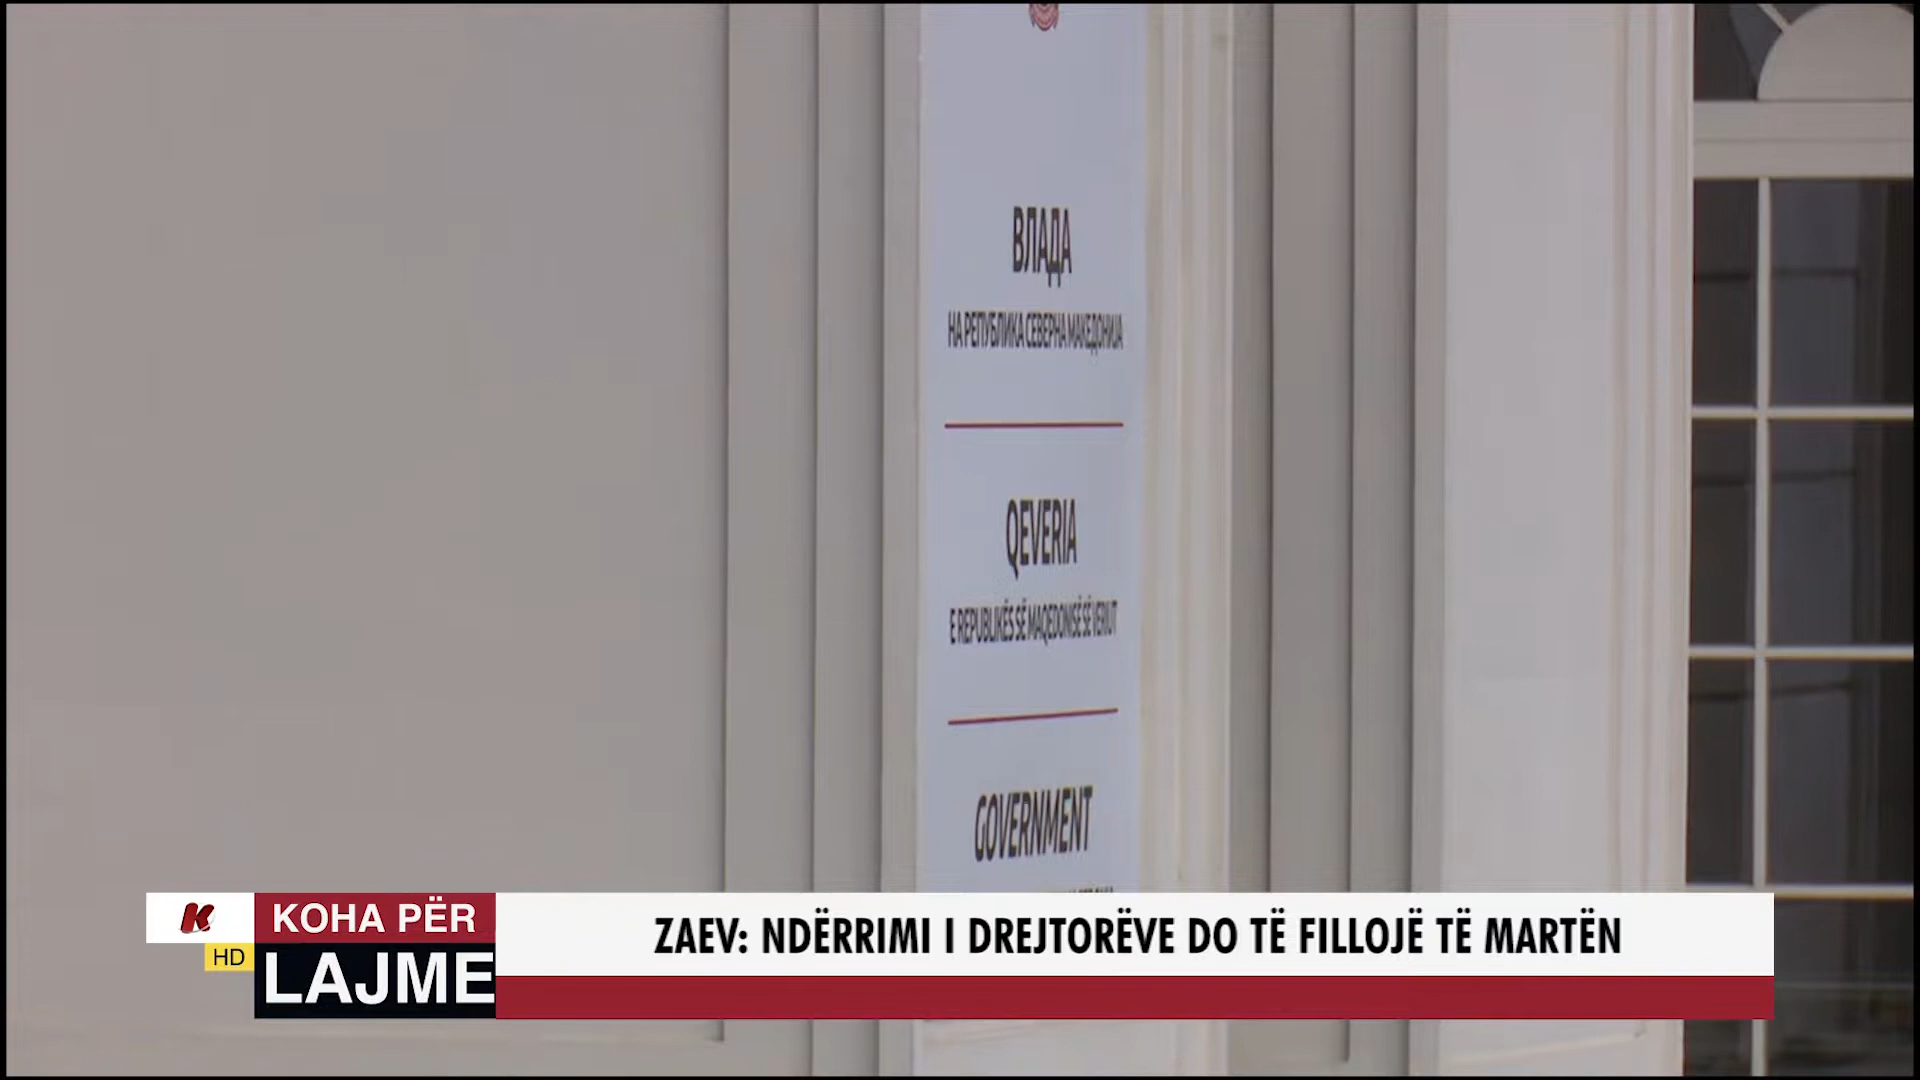 ВЛАДА
НА РЕПУБЛИКА СЕВЕРНА МАКЕДОНИЈА
QEVERIA
E REPUBLIKËS SË MAQEDONISË SË VERIUT
GOVERNMENT
K
HD
KOHA PËR
LAJME
ZAEV: NDËRRIMI I DREJTORËVE DO TË FILLOJË TË MARTËN